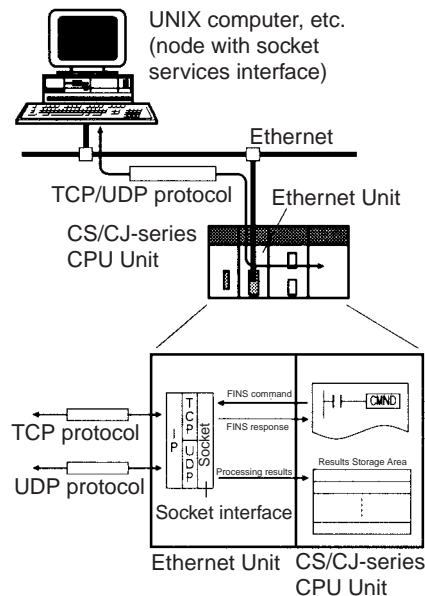 UNIX computer, etc.
(node with socket
services interface)
Ethernet
TCP/UDP protocol
Ethernet Unit
CS/CJ-series
CPU Unit
FINS command
CMND
FINS response
TCP
IP
UDP
Socket
TCP protocol
Results Storage Area
Processing results
UDP protocol
Socket interface
Ethernet Unit
CS/CJ-series
CPU Unit